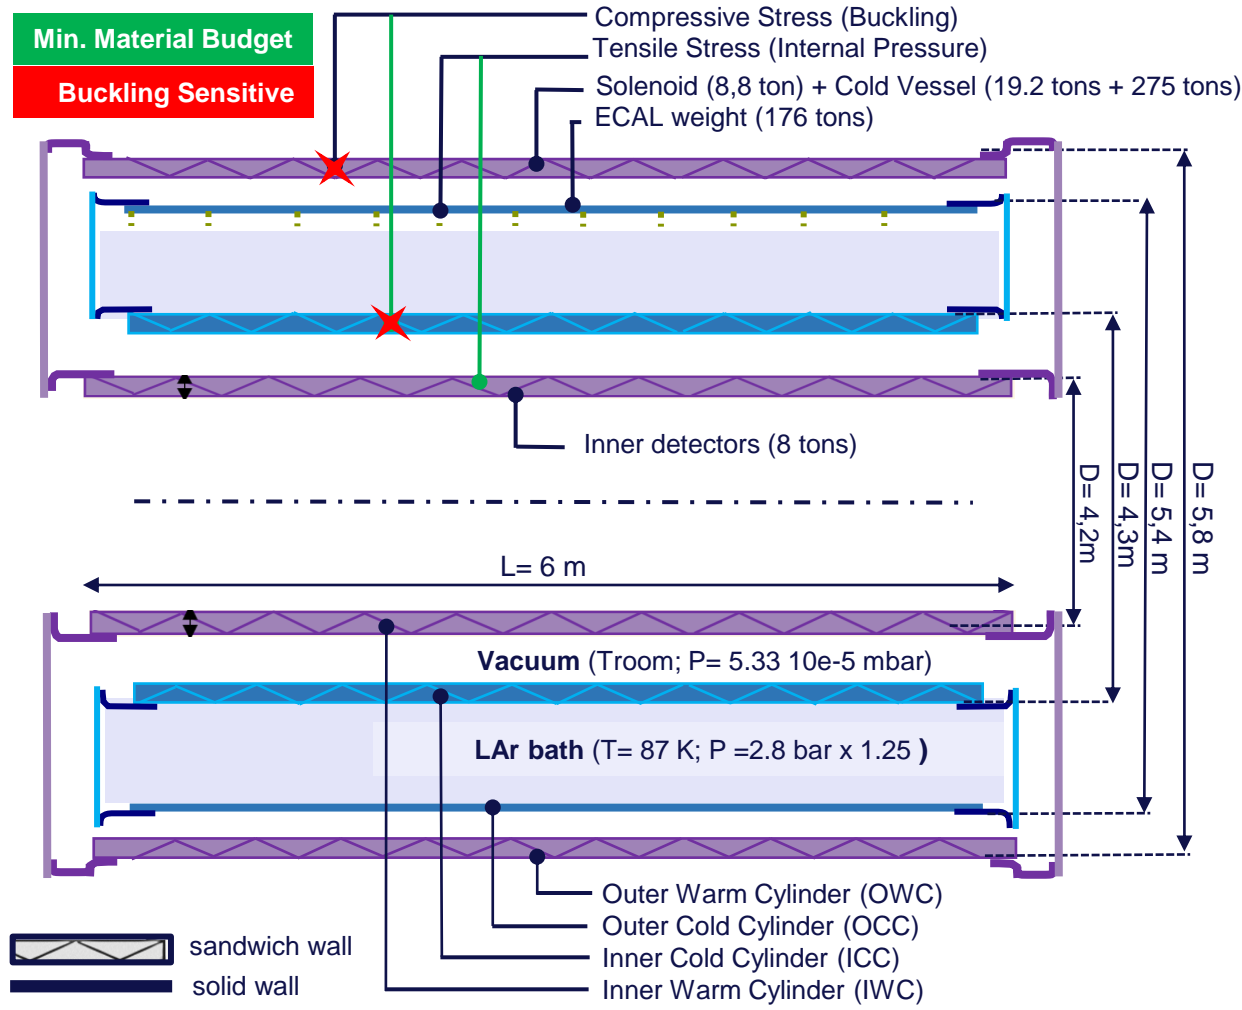 Min. Material Budget
Buckling Sensitive
Compressive Stress (Buckling)
Tensile Stress (Internal Pressure)
Solenoid (8,8 ton) + Cold Vessel (19.2 tons + 275 tons)
ECAL weight (176 tons)
Inner detectors (8 tons)
D= 4,2m
D= 4,3m
D= 5,4 m
D= 5,8 m
L= 6 m
Vacuum (Troom; P= 5.33 10e-5 mbar)
LAr bath (T= 87 K; P =2.8 bar x 1.25 )
Outer Warm Cylinder (OWC)
Outer Cold Cylinder (OCC)
Inner Cold Cylinder (ICC)
Inner Warm Cylinder (IWC)
sandwich wall
solid wall